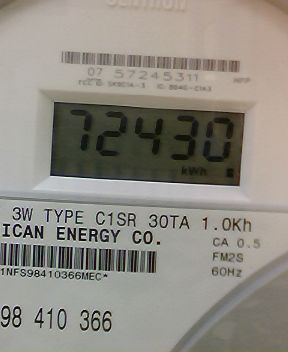 CENTRON
07 57245311
72430
kWh
3W TYPE C1SR 30TA 1.0Kh
ICAN ENERGY CO.
CA 0.5
FM2S
1NFS98410366MEC*
60Hz
98 410 366